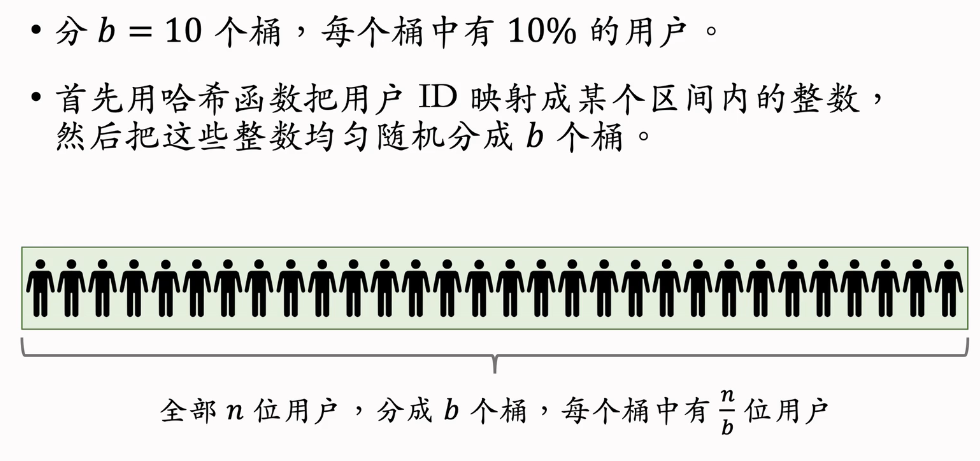 • 分 b = 10 个桶，每个桶中有 10% 的用户。
• 首先用哈希函数把用户 ID 映射成某个区间内的整数，
然后把这些整数均匀随机分成 b 个桶。
全部 n 位用户，分成 b 个桶，每个桶中有 n/b 位用户